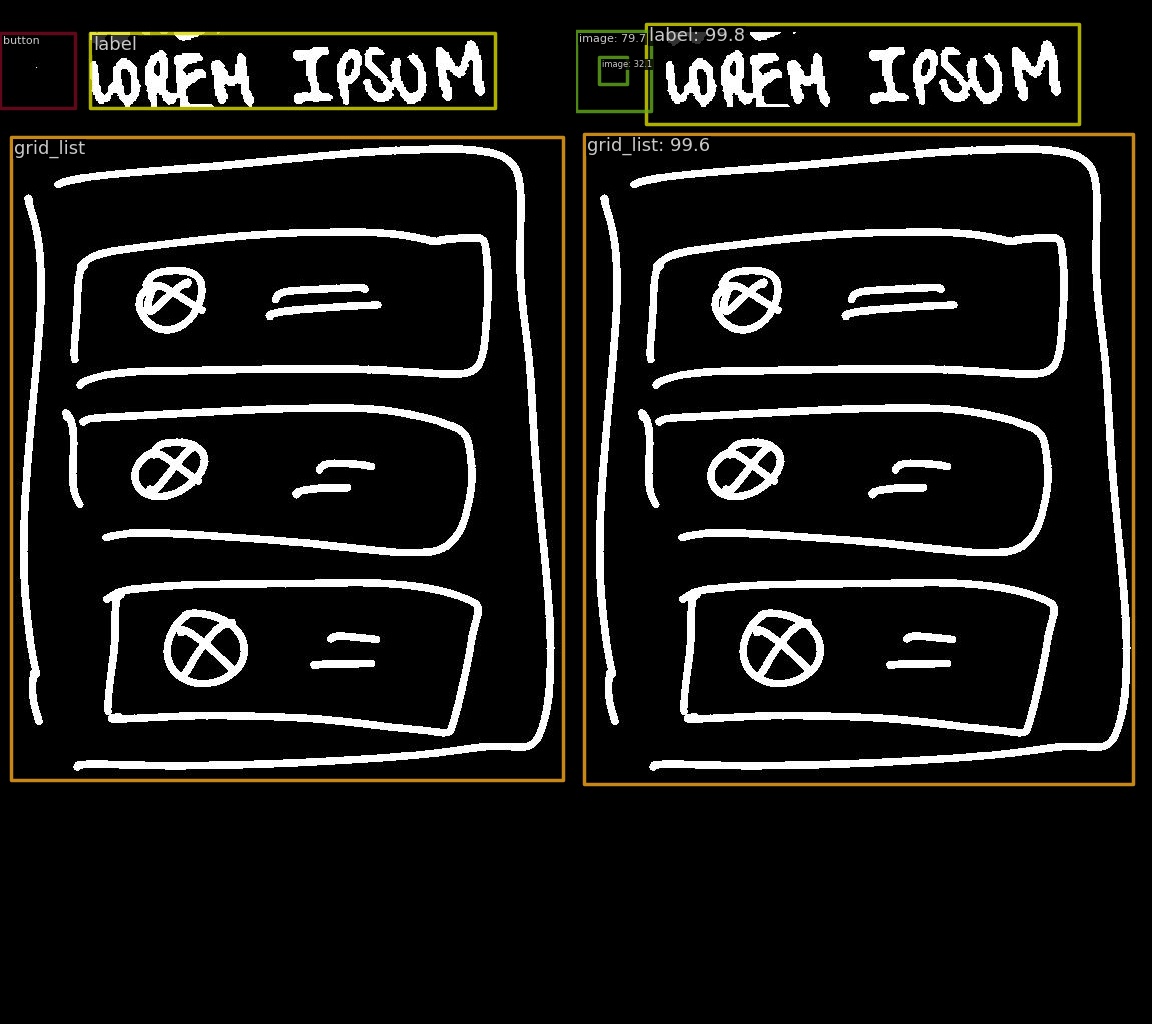 button
label
LOREM IPSUM
image: 79.7
image: 32.1
label: 99.8
LOREM IPSUM
grid_list
grid_list: 99.6